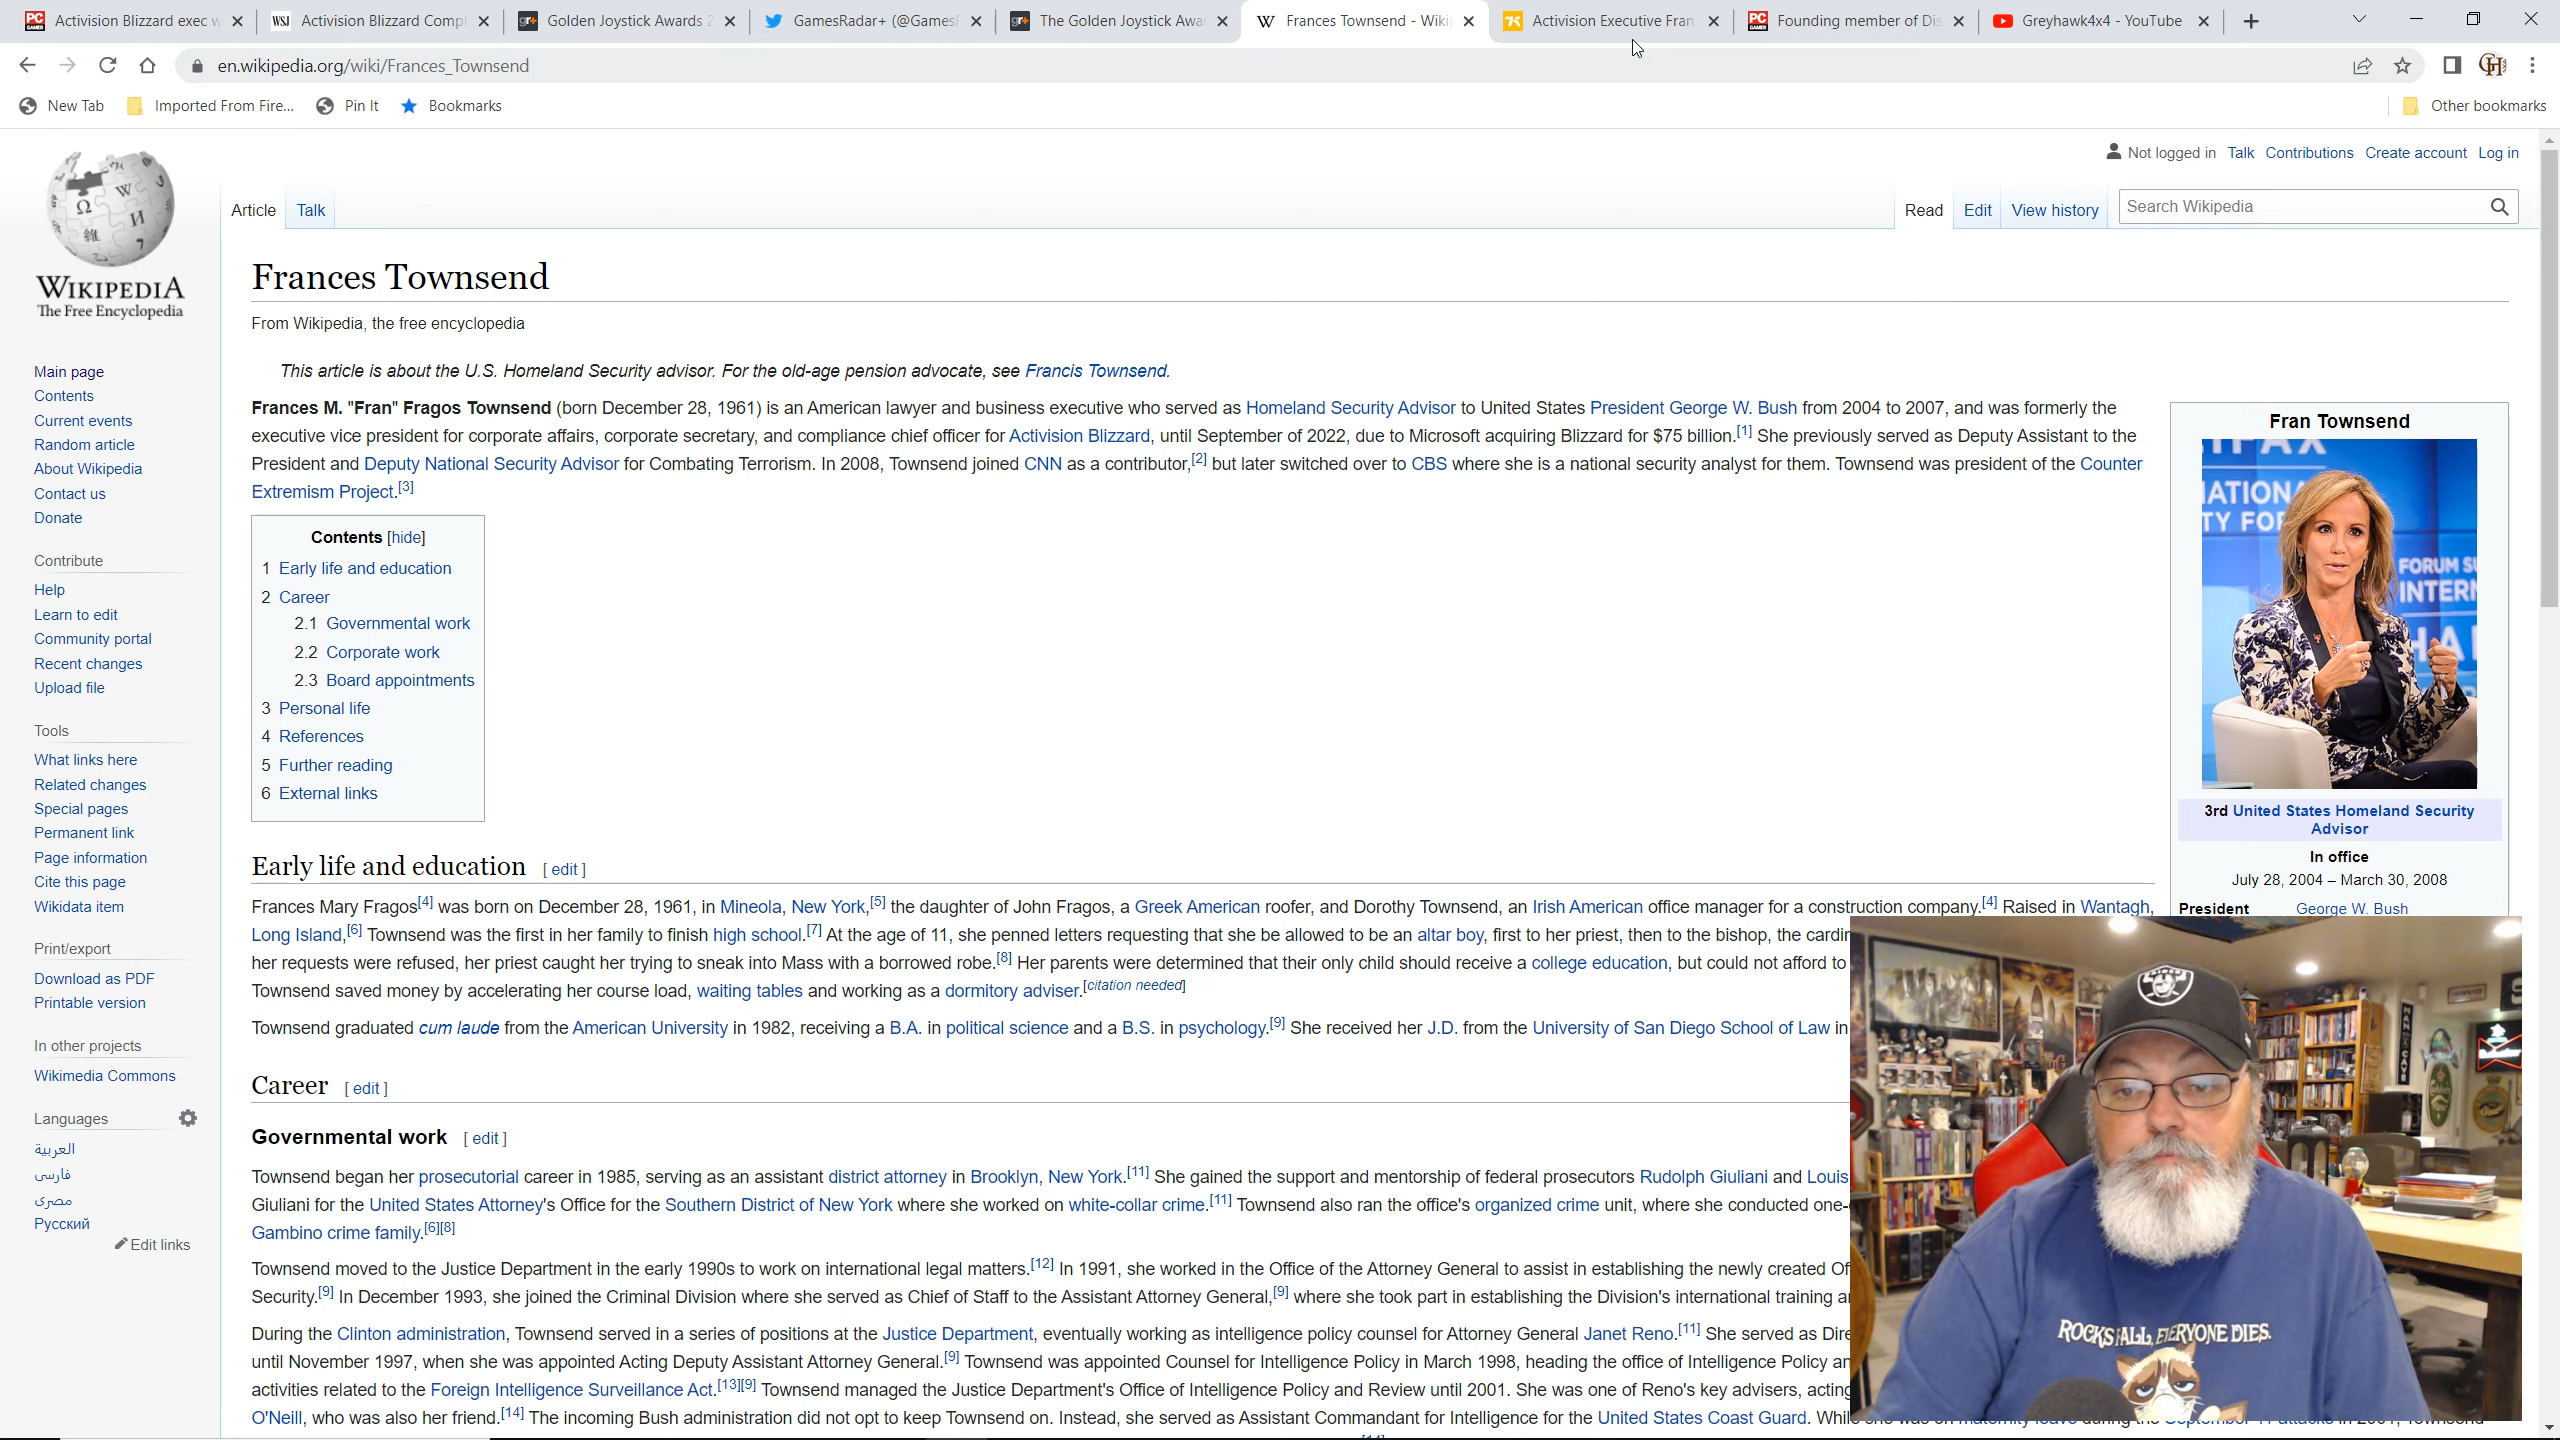 Activision Blizzard exec w
Activision Blizzard Compl
Golden Joystick Awards 2
GamesRadar+ (@Games
The Golden Joystick Awa
Frances Townsend - Wiki
Activision Executive Fran
Founding member of Dis
Greyhawk4x4 - YouTube
en.wikipedia.org/wiki/Frances_Townsend
New Tab
Imported From Fire...
Pin It
Bookmarks
Other bookmarks
Not logged in Talk Contributions Create account Log in
Article Talk
Read Edit View history Search Wikipedia
WIKIPEDIA
The Free Encyclopedia
Main page
Contents
Current events
Random article
About Wikipedia
Contact us
Donate
Contribute
Help
Learn to edit
Community portal
Recent changes
Upload file
Tools
What links here
Related changes
Special pages
Permanent link
Page information
Cite this page
Wikidata item
Print/export
Download as PDF
Printable version
In other projects
Wikimedia Commons
Languages
العربية
فارسی
مصرى
Русский
Edit links
Frances Townsend
From Wikipedia, the free encyclopedia
This article is about the U.S. Homeland Security advisor. For the old-age pension advocate, see Francis Townsend.
Frances M. "Fran" Fragos Townsend (born December 28, 1961) is an American lawyer and business executive who served as Homeland Security Advisor to United States President George W. Bush from 2004 to 2007, and was formerly the
executive vice president for corporate affairs, corporate secretary, and compliance chief officer for Activision Blizzard, until September of 2022, due to Microsoft acquiring Blizzard for $75 billion.[1] She previously served as Deputy Assistant to the
President and Deputy National Security Advisor for Combating Terrorism. In 2008, Townsend joined CNN as a contributor,[2] but later switched over to CBS where she is a national security analyst for them. Townsend was president of the Counter
Extremism Project.[3]
Contents [hide]
1 Early life and education
2 Career
2.1 Governmental work
2.2 Corporate work
2.3 Board appointments
3 Personal life
4 References
5 Further reading
6 External links
Fran Townsend
FORUM
3rd United States Homeland Security
Advisor
In office
July 28, 2004 – March 30, 2008
President George W. Bush
Early life and education [ edit ]
Frances Mary Fragos[4] was born on December 28, 1961, in Mineola, New York,[5] the daughter of John Fragos, a Greek American roofer, and Dorothy Townsend, an Irish American office manager for a construction company.[4] Raised in Wantagh,
Long Island,[6] Townsend was the first in her family to finish high school.[7] At the age of 11, she penned letters requesting that she be allowed to be an altar boy, first to her priest, then to the bishop, the cardin
her requests were refused, her priest caught her trying to sneak into Mass with a borrowed robe.[8] Her parents were determined that their only child should receive a college education, but could not afford to
Townsend saved money by accelerating her course load, waiting tables and working as a dormitory adviser.[citation needed]
Townsend graduated cum laude from the American University in 1982, receiving a B.A. in political science and a B.S. in psychology.[9] She received her J.D. from the University of San Diego School of Law in
Career [ edit ]
Governmental work [ edit ]
Townsend began her prosecutorial career in 1985, serving as an assistant district attorney in Brooklyn, New York.[11] She gained the support and mentorship of federal prosecutors Rudolph Giuliani and Louis
Giuliani for the United States Attorney's Office for the Southern District of New York where she worked on white-collar crime.[11] Townsend also ran the office's organized crime unit, where she conducted one-
Gambino crime family.[6][8]
Townsend moved to the Justice Department in the early 1990s to work on international legal matters.[12] In 1991, she worked in the Office of the Attorney General to assist in establishing the newly created Of
Security.[9] In December 1993, she joined the Criminal Division where she served as Chief of Staff to the Assistant Attorney General,[9] where she took part in establishing the Division's international training a
During the Clinton administration, Townsend served in a series of positions at the Justice Department, eventually working as intelligence policy counsel for Attorney General Janet Reno.[11] She served as Dire
until November 1997, when she was appointed Acting Deputy Assistant Attorney General.[9] Townsend was appointed Counsel for Intelligence Policy in March 1998, heading the office of Intelligence Policy an
activities related to the Foreign Intelligence Surveillance Act.[13][9] Townsend managed the Justice Department's Office of Intelligence Policy and Review until 2001. She was one of Reno's key advisers, acting
O'Neill, who was also her friend.[14] The incoming Bush administration did not opt to keep Townsend on. Instead, she served as Assistant Commandant for Intelligence for the United States Coast Guard. Whil
RAIDERS
ROCKS FALL, EVERYONE DIES.